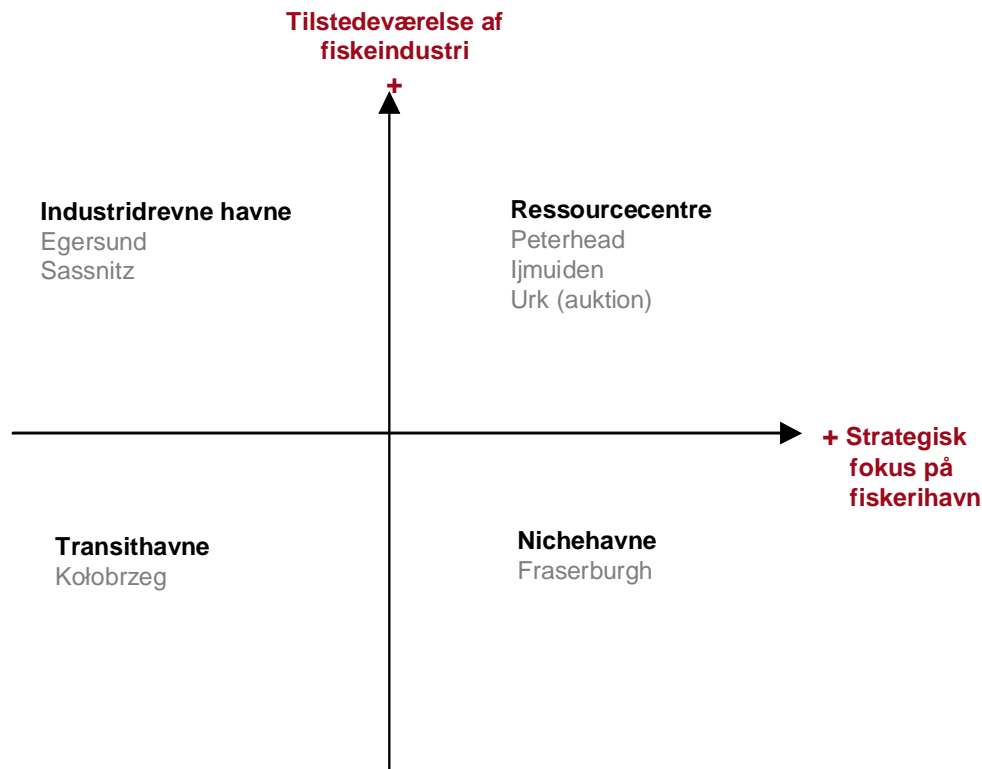 Tilstedeværelse af
fiskeindustri
+
Industridrevne havne
Egersund
Sassnitz
Ressourcecentre
Peterhead
Ijmuiden
Urk (auktion)
+ Strategisk
fokus på
fiskerihavn
Transithavne
Kołobrzeg
Nichehavne
Fraserburgh